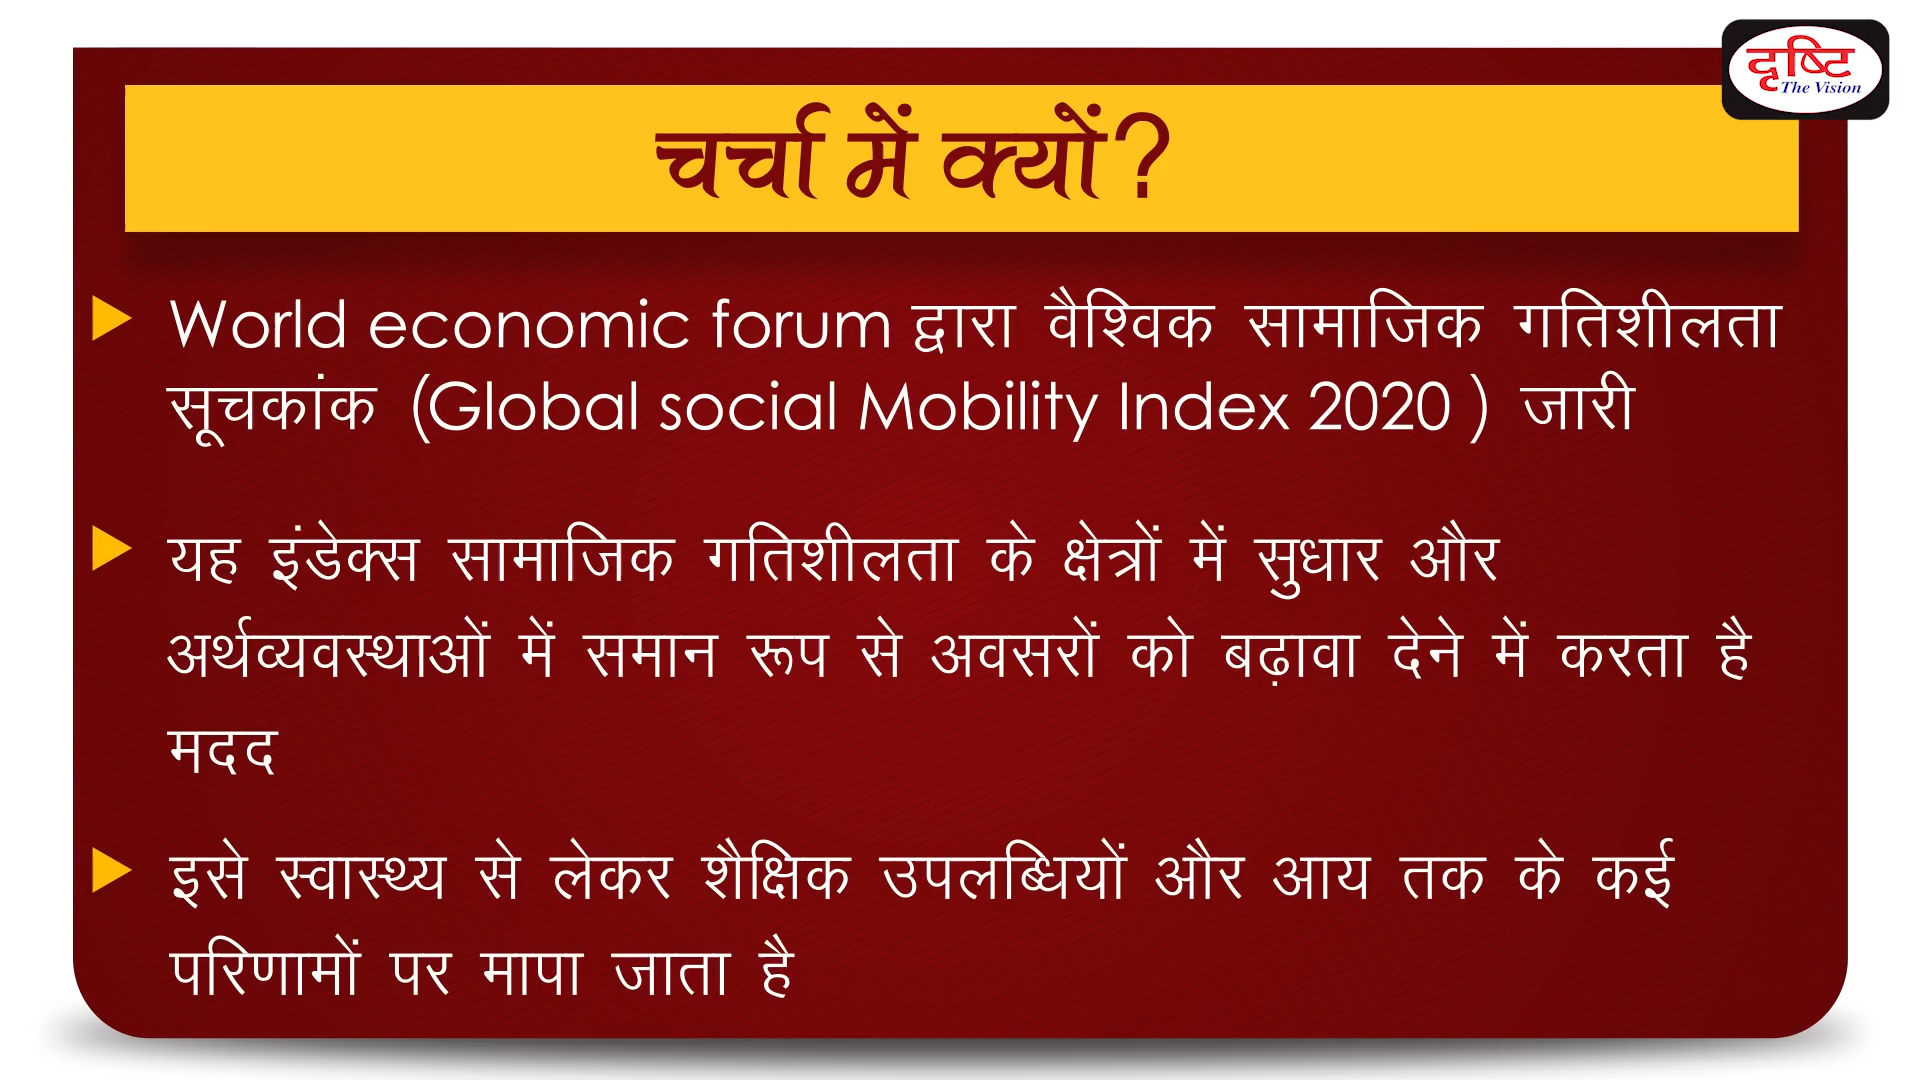 दृष्टि
The Vision
चर्चा में क्यों?
World economic forum द्वारा वैश्विक सामाजिक गतिशीलता
सूचकांक (Global social Mobility Index 2020 ) जारी
यह इंडेक्स सामाजिक गतिशीलता के क्षेत्रों में सुधार और
अर्थव्यवस्थाओं में समान रूप से अवसरों को बढ़ावा देने में करता है
मदद
इसे स्वास्थ्य से लेकर शैक्षिक उपलब्धियों और आय तक के कई
परिणामों पर मापा जाता है